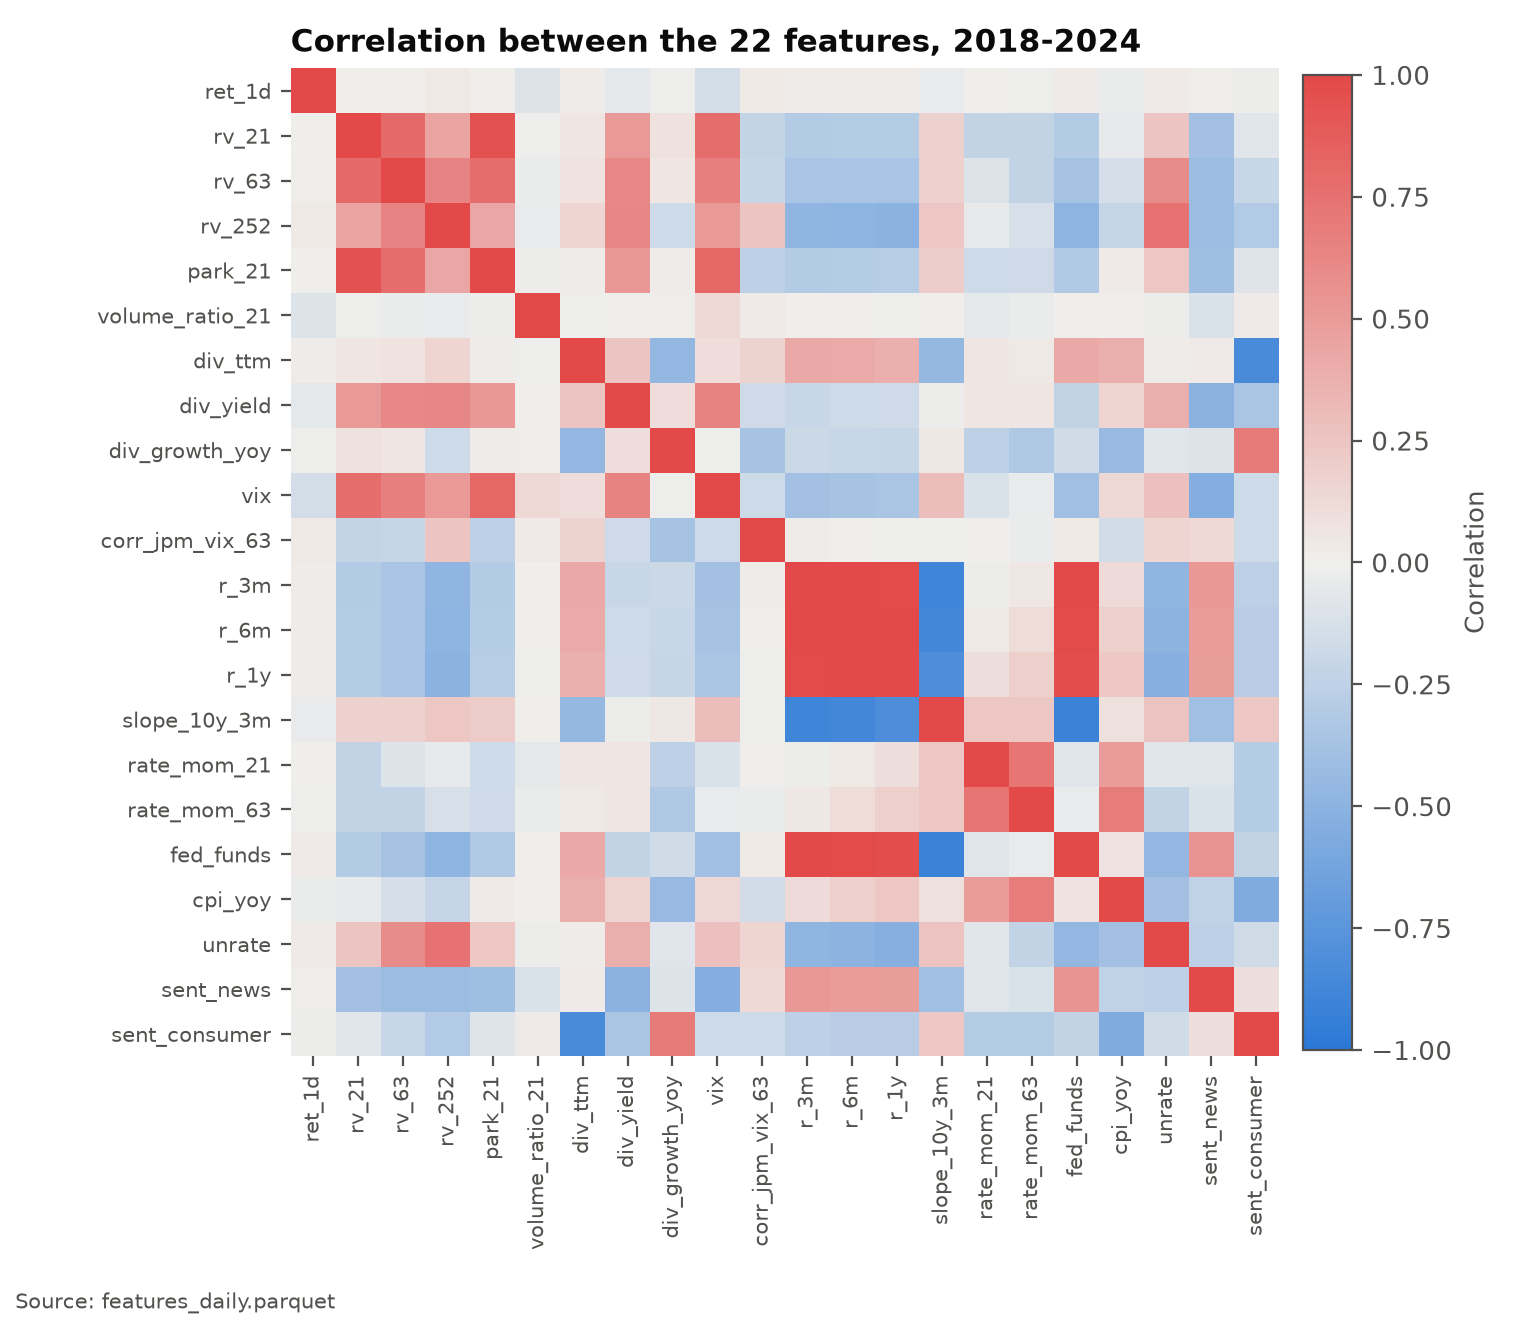 Correlation between the 22 features, 2018-2024
ret_1d
rv_21
rv_63
rv_252
park_21
volume_ratio_21
div_ttm
div_yield
div_growth_yoy
vix
corr_jpm_vix_63
r_3m
r_6m
r_1y
slope_10y_3m
rate_mom_21
rate_mom_63
fed_funds
cpi_yoy
unrate
sent_news
sent_consumer
ret_1d
rv_21
rv_63
rv_252
park_21
volume_ratio_21
div_ttm
div_yield
div_growth_yoy
vix
corr_jpm_vix_63
r_3m
r_6m
r_1y
slope_10y_3m
rate_mom_21
rate_mom_63
fed_funds
cpi_yoy
unrate
sent_news
sent_consumer
1.00
0.75
0.50
0.25
0.00
−0.25
−0.50
−0.75
−1.00
Correlation
Source: features_daily.parquet